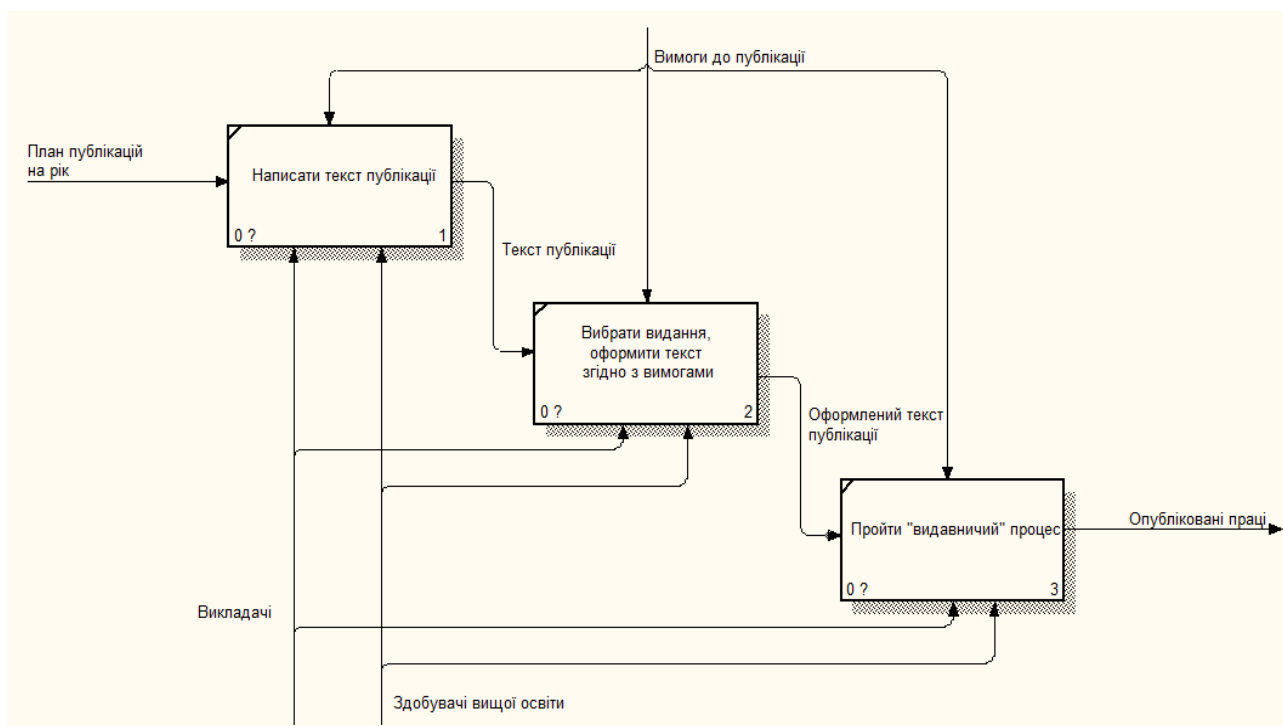 Вимоги до публікації
План публікацій
на рік
Написати текст публікації
0 ?
1
Текст публікації
Вибрати видання,
оформити текст
згідно з вимогами
0 ?
2
Оформлений текст
публікації
Пройти "видавничий" процес
0 ?
3
Опубліковані праці
Викладачі
Здобувачі вищої освіти